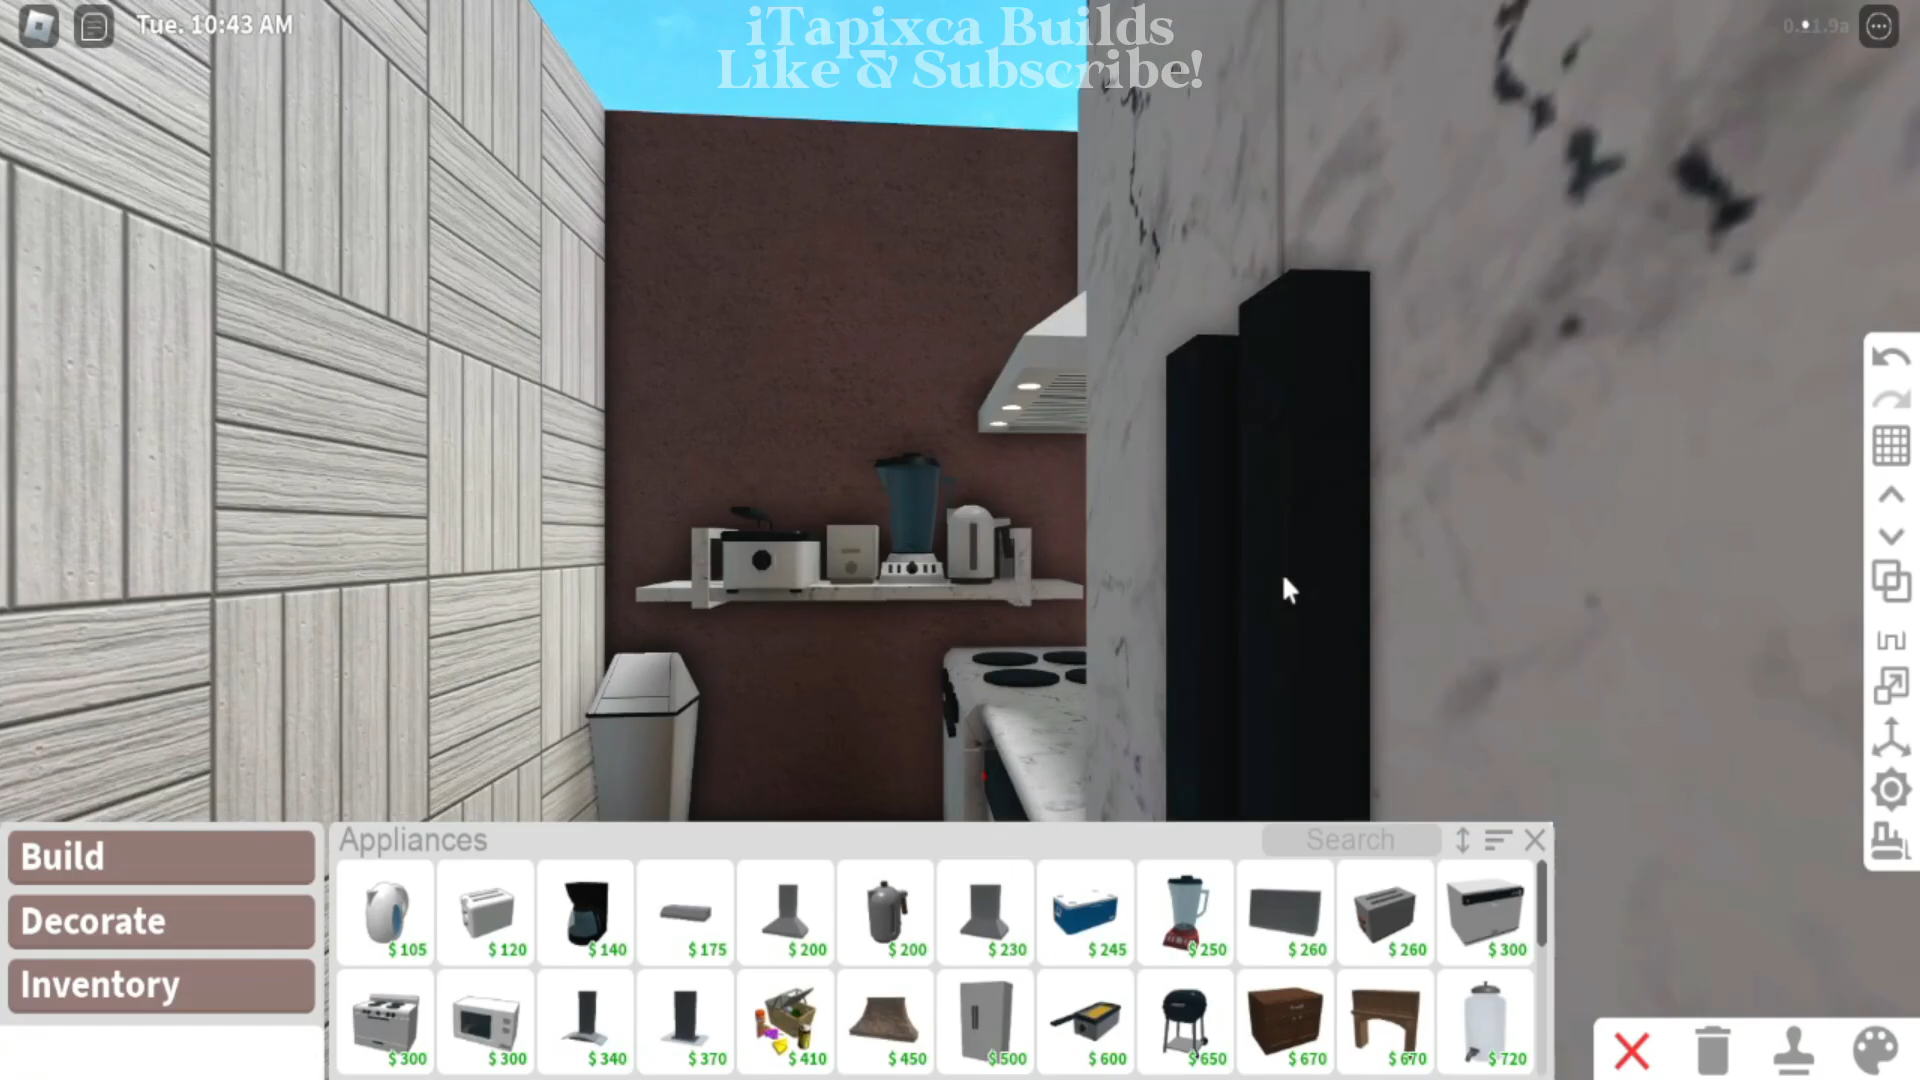 Tue. 10:43 AM
iTapixca Builds
Like & Subscribe!
Build
Decorate
Inventory
Appliances
Search
$105 $120 $140 $175 $200 $200 $230 $245 $250 $260 $260 $300
$300 $300 $340 $370 $410 $450 $500 $600 $650 $670 $670 $720